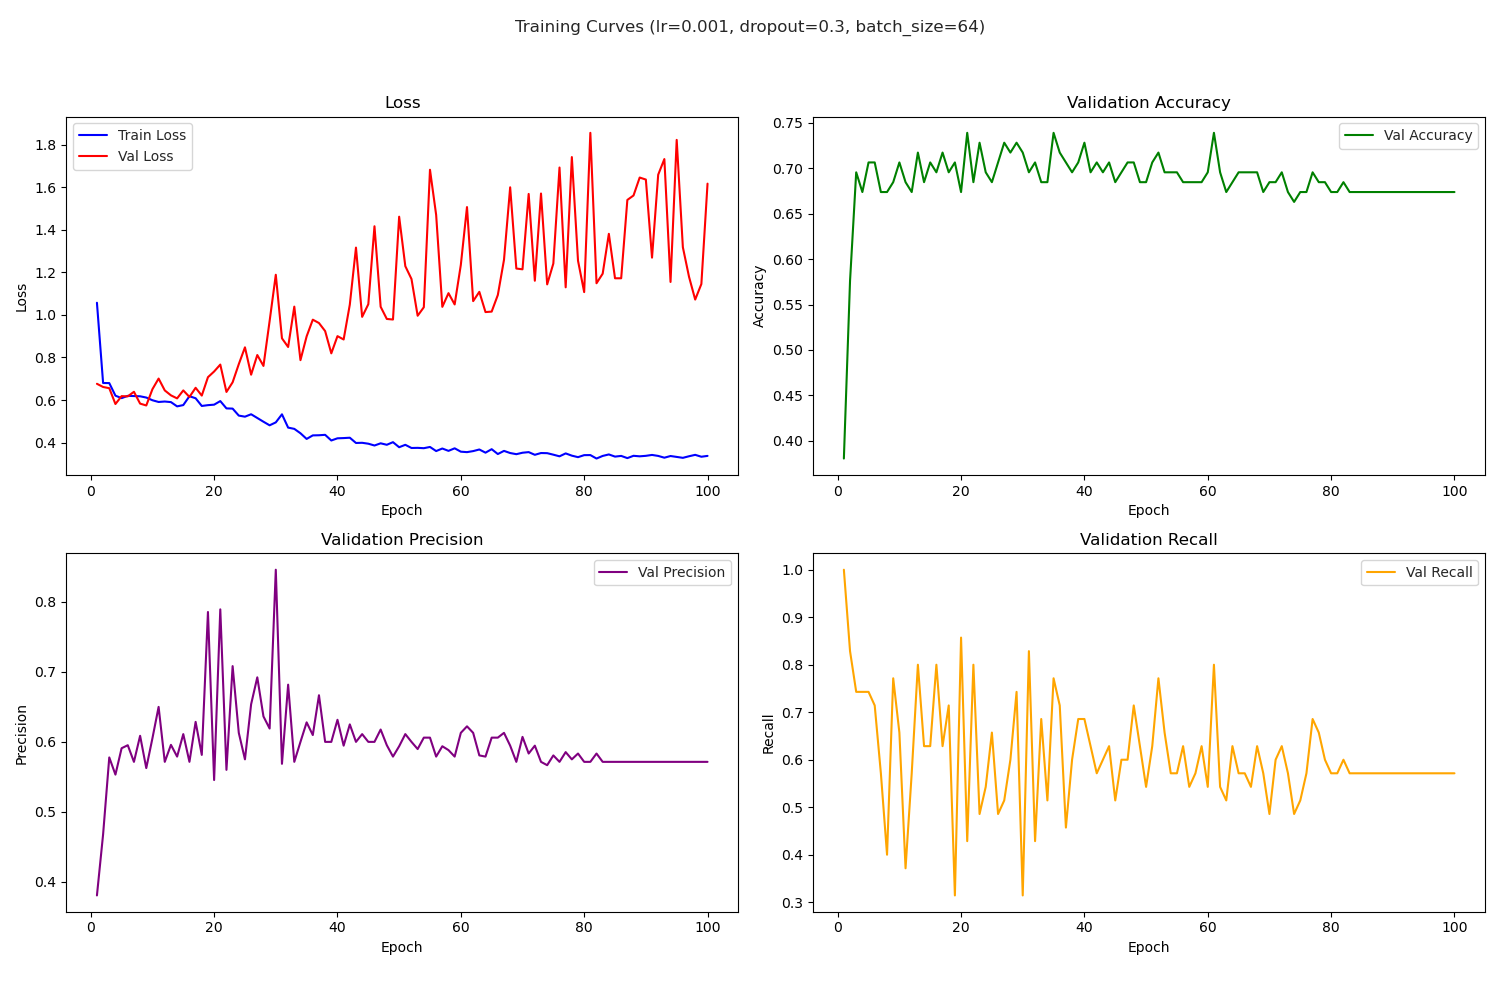 Training Curves (lr=0.001, dropout=0.3, batch_size=64)
Loss
Train Loss
Val Loss
1.8
1.6
1.4
1.2
1.0
0.8
0.6
0.4
Loss
0 20 40 60 80 100
Epoch
Validation Accuracy
Val Accuracy
0.75
0.70
0.65
0.60
0.55
0.50
0.45
0.40
Accuracy
0 20 40 60 80 100
Epoch
Validation Precision
Val Precision
0.8
0.7
0.6
0.5
0.4
Precision
0 20 40 60 80 100
Epoch
Validation Recall
Val Recall
1.0
0.9
0.8
0.7
0.6
0.5
0.4
0.3
Recall
0 20 40 60 80 100
Epoch